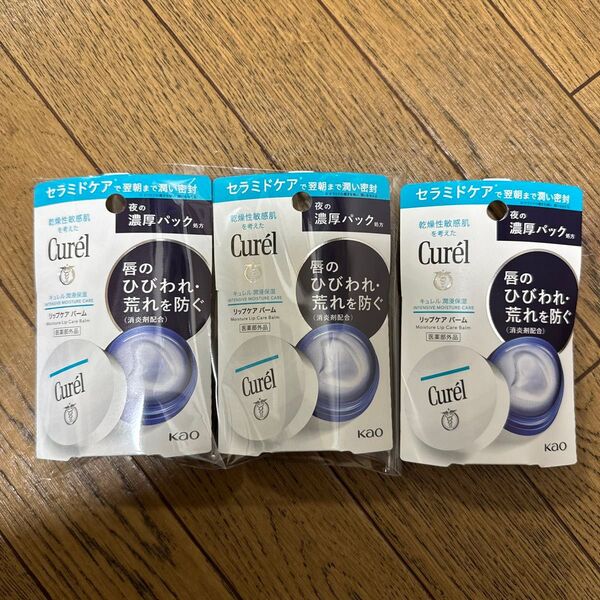 セラミドケアで翌朝まで潤い密封
乾燥性敏感肌
を考えた
Curél
キュレル 潤浸保湿
INTENSIVE MOISTURE CARE
リップケア バーム
Moisture Lip Care Balm
医薬部外品
夜の
濃厚パック処方
唇の
ひびわれ・
荒れを防ぐ
(消炎剤配合)
Curél
Kao
セラミドケアで翌朝まで潤い密封
乾燥性敏感肌
を考えた
Curél
キュレル 潤浸保湿
INTENSIVE MOISTURE CARE
リップケア バーム
Moisture Lip Care Balm
医薬部外品
夜の
濃厚パック処方
唇の
ひびわれ・
荒れを防ぐ
(消炎剤配合)
Curél
Kao
セラミドケアで翌朝まで潤い密封
乾燥性敏感肌
を考えた
Curél
キュレル 潤浸保湿
INTENSIVE MOISTURE CARE
リップケア バーム
Moisture Lip Care Balm
医薬部外品
夜の
濃厚パック処方
唇の
ひびわれ・
荒れを防ぐ
(消炎剤配合)
Curél
Kao